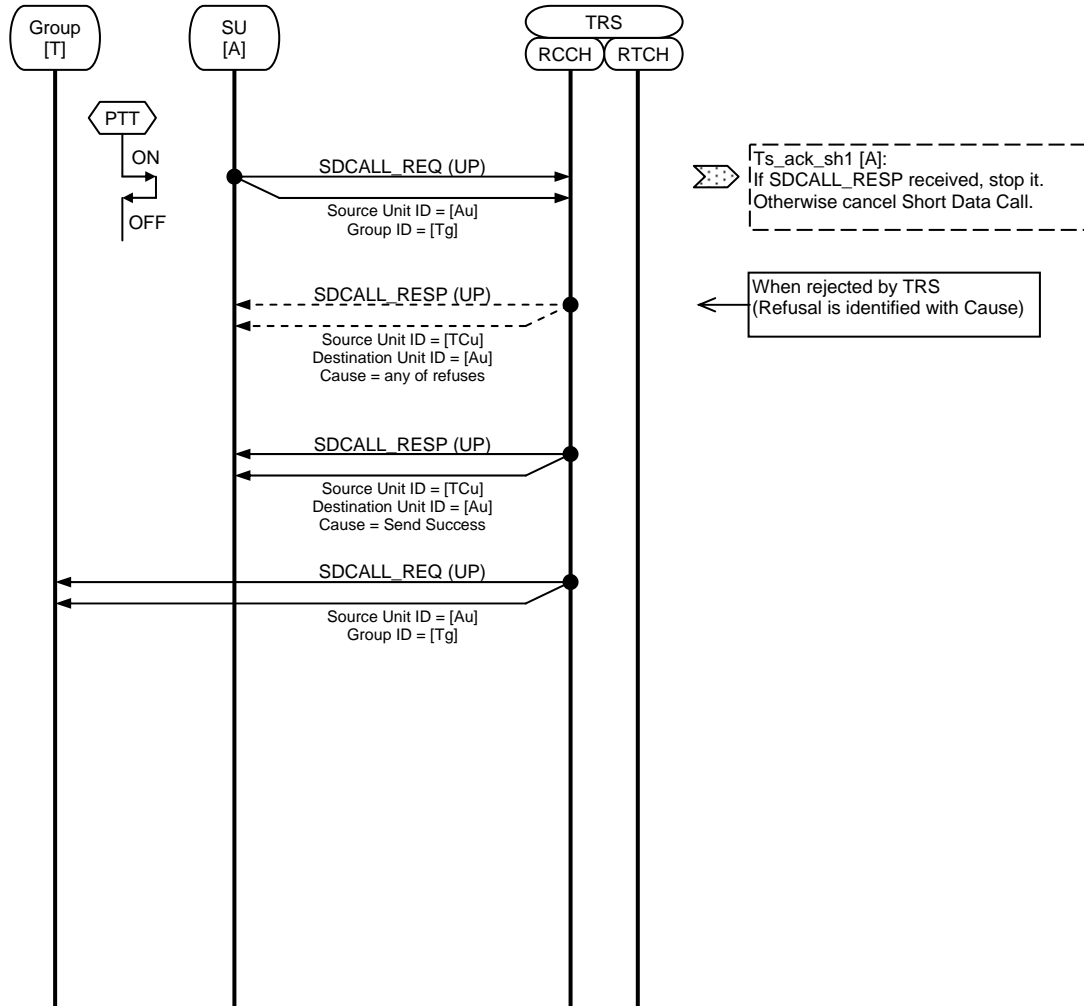 Group
[T]
SU
[A]
TRS
RCCH
RTCH
PTT
ON
OFF
SDCALL_REQ (UP)
Source Unit ID = [Au]
Group ID = [Tg]
Ts_ack_sh1 [A]:
If SDCALL_RESP received, stop it.
Otherwise cancel Short Data Call.
SDCALL_RESP (UP)
Source Unit ID = [TCu]
Destination Unit ID = [Au]
Cause = any of refuses
When rejected by TRS
(Refusal is identified with Cause)
SDCALL_RESP (UP)
Source Unit ID = [TCu]
Destination Unit ID = [Au]
Cause = Send Success
SDCALL_REQ (UP)
Source Unit ID = [Au]
Group ID = [Tg]